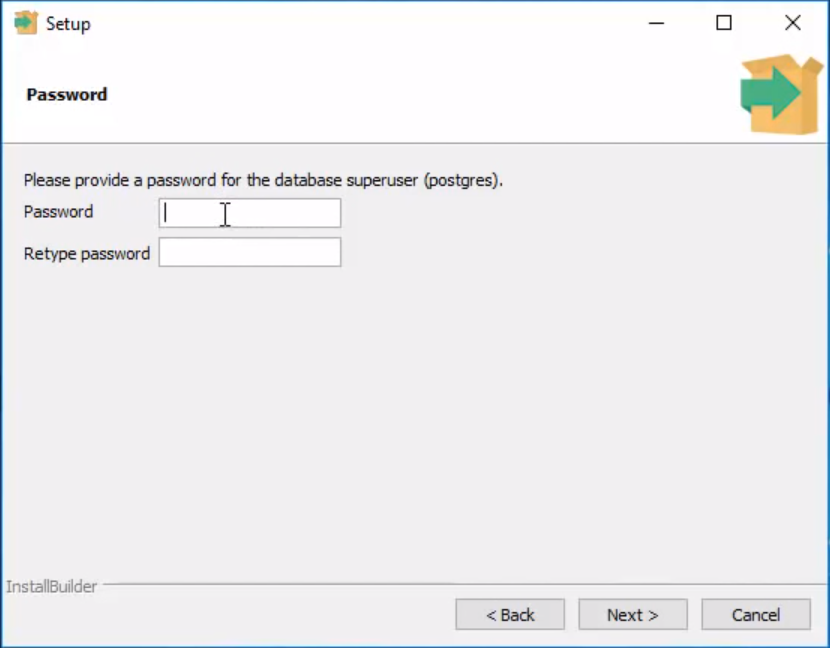 Setup
Password
Please provide a password for the database superuser (postgres).
Password
Retype password
InstallBuilder
< Back Next > Cancel